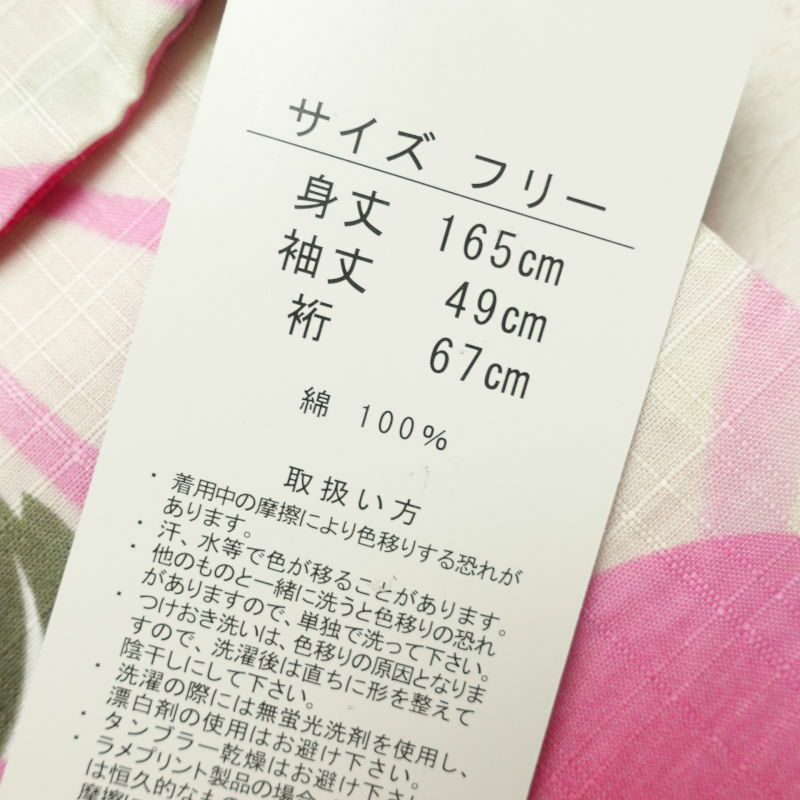 サイズ フリー
身丈 165cm
袖丈 49cm
裄 67cm
綿 100%
取扱い方
・着用中の摩擦により色移りする恐れが
あります。
・汗、水等で色が移ることがあります。
・他のものと一緒に洗うと色移りの恐れ
がありますので、単独で洗って下さい。
・つけおき洗いは、色移りの原因となりま
すので、洗濯後は直ちに形を整えて
陰干しにして下さい。
・洗濯の際には無蛍光洗剤を使用し、
漂白剤の使用はお避け下さい。
・タンブラー乾燥はお避け下さい
・ラメプリント製品の場合
は恒久的なもの
摩擦に